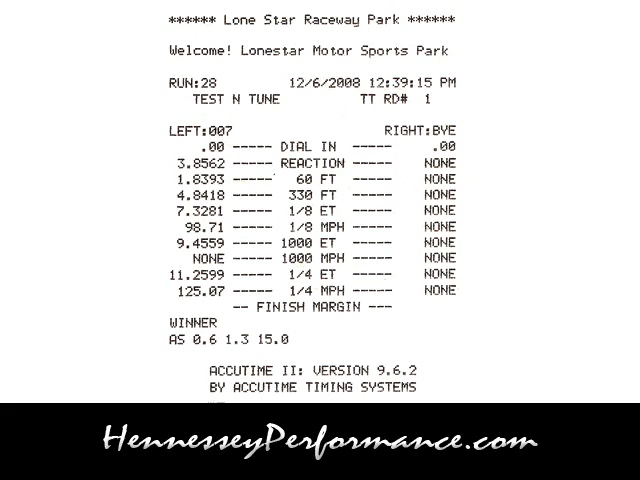 ****** Lone Star Raceway Park ******
Welcome! Lonestar Motor Sports Park
RUN:28 12/6/2008 12:39:15 PM
TEST N TUNE TT RD# 1
LEFT:007 RIGHT:BYE
.00 ----- DIAL IN ----- .00
3.8562 ----- REACTION ----- NONE
1.8393 ----- 60 FT ----- NONE
4.8418 ----- 330 FT ----- NONE
7.3281 ----- 1/8 ET ----- NONE
98.71 ----- 1/8 MPH ----- NONE
9.4559 ----- 1000 ET ----- NONE
NONE ----- 1000 MPH ----- NONE
11.2599 ----- 1/4 ET ----- NONE
125.07 ----- 1/4 MPH ----- NONE
-- FINISH MARGIN ---
WINNER
AS 0.6 1.3 15.0
ACCUTIME II: VERSION 9.6.2
BY ACCUTIME TIMING SYSTEMS
HennesseyPerformance.com